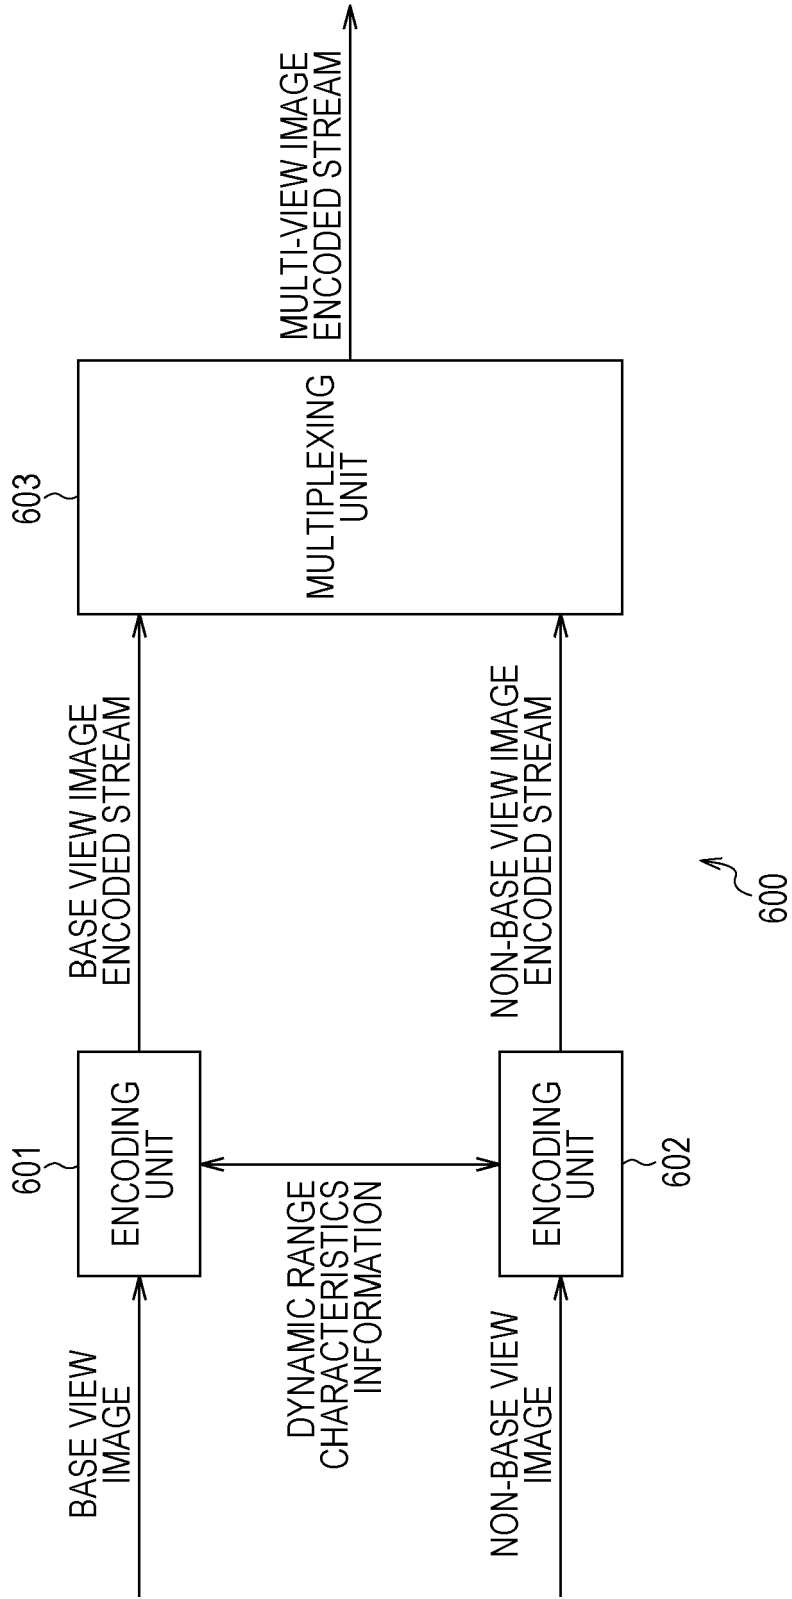 BASE VIEW
IMAGE
601
ENCODING
UNIT
BASE VIEW IMAGE
ENCODED STREAM
603
MULTIPLEXING
UNIT
MULTI-VIEW IMAGE
ENCODED STREAM
DYNAMIC RANGE
CHARACTERISTICS
INFORMATION
NON-BASE VIEW
IMAGE
ENCODING
UNIT
602
NON-BASE VIEW IMAGE
ENCODED STREAM
600